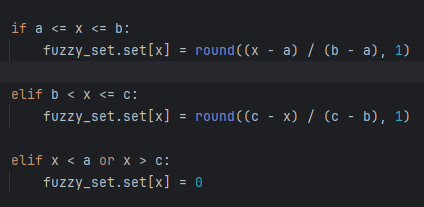 if a <= x <= b:
    fuzzy_set.set[x] = round((x - a) / (b - a), 1)
elif b < x <= c:
    fuzzy_set.set[x] = round((c - x) / (c - b), 1)
elif x < a or x > c:
    fuzzy_set.set[x] = 0